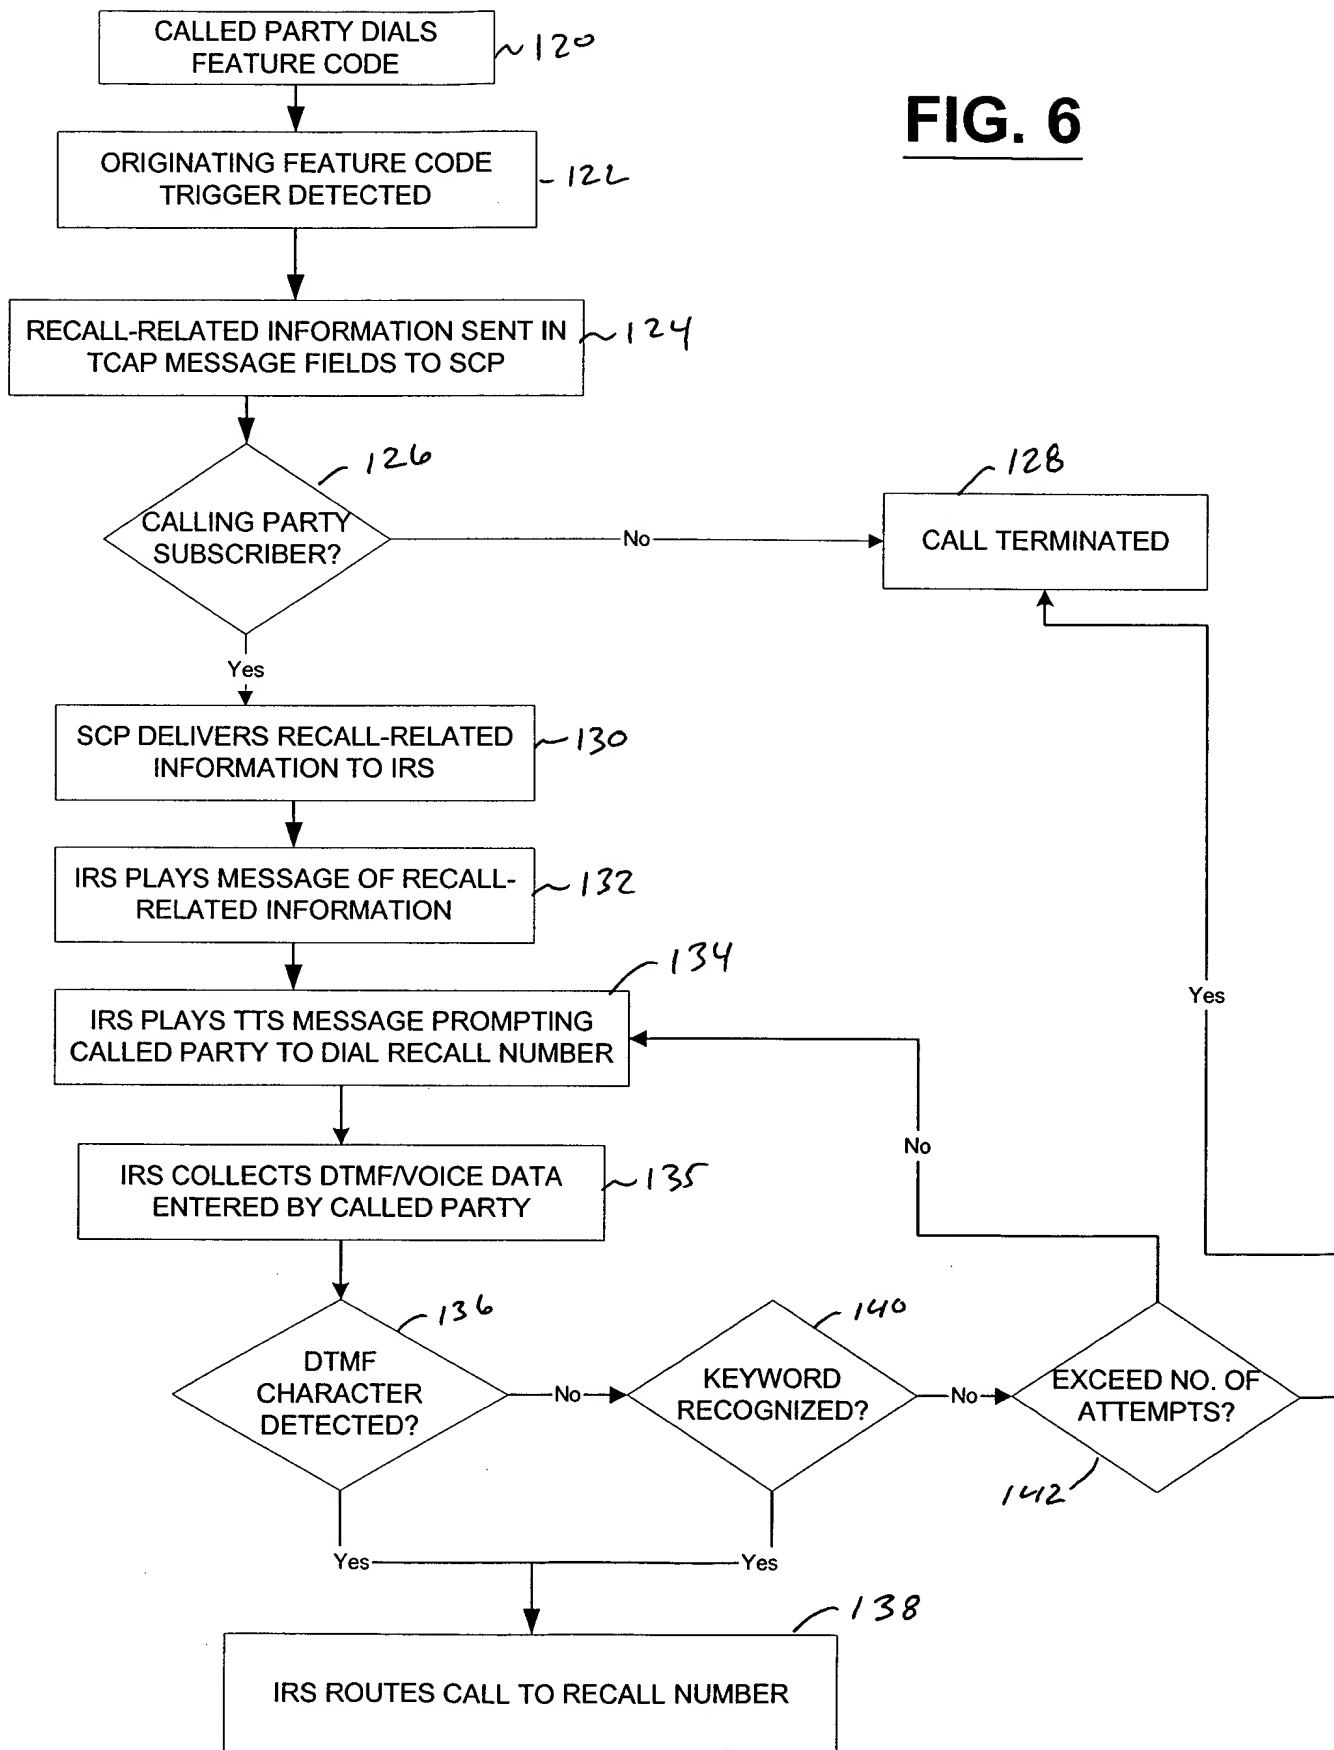 CALLED PARTY DIALS
FEATURE CODE
120
FIG. 6
ORIGINATING FEATURE CODE
TRIGGER DETECTED
122
RECALL-RELATED INFORMATION SENT IN
TCAP MESSAGE FIELDS TO SCP
124
126
CALLING PARTY
SUBSCRIBER?
No
128
CALL TERMINATED
Yes
SCP DELIVERS RECALL-RELATED
INFORMATION TO IRS
130
IRS PLAYS MESSAGE OF RECALL-
RELATED INFORMATION
132
134
IRS PLAYS TTS MESSAGE PROMPTING
CALLED PARTY TO DIAL RECALL NUMBER
Yes
No
IRS COLLECTS DTMF/VOICE DATA
ENTERED BY CALLED PARTY
135
136
DTMF
CHARACTER
DETECTED?
No
140
KEYWORD
RECOGNIZED?
No
EXCEED NO. OF
ATTEMPTS?
142
Yes
Yes
138
IRS ROUTES CALL TO RECALL NUMBER